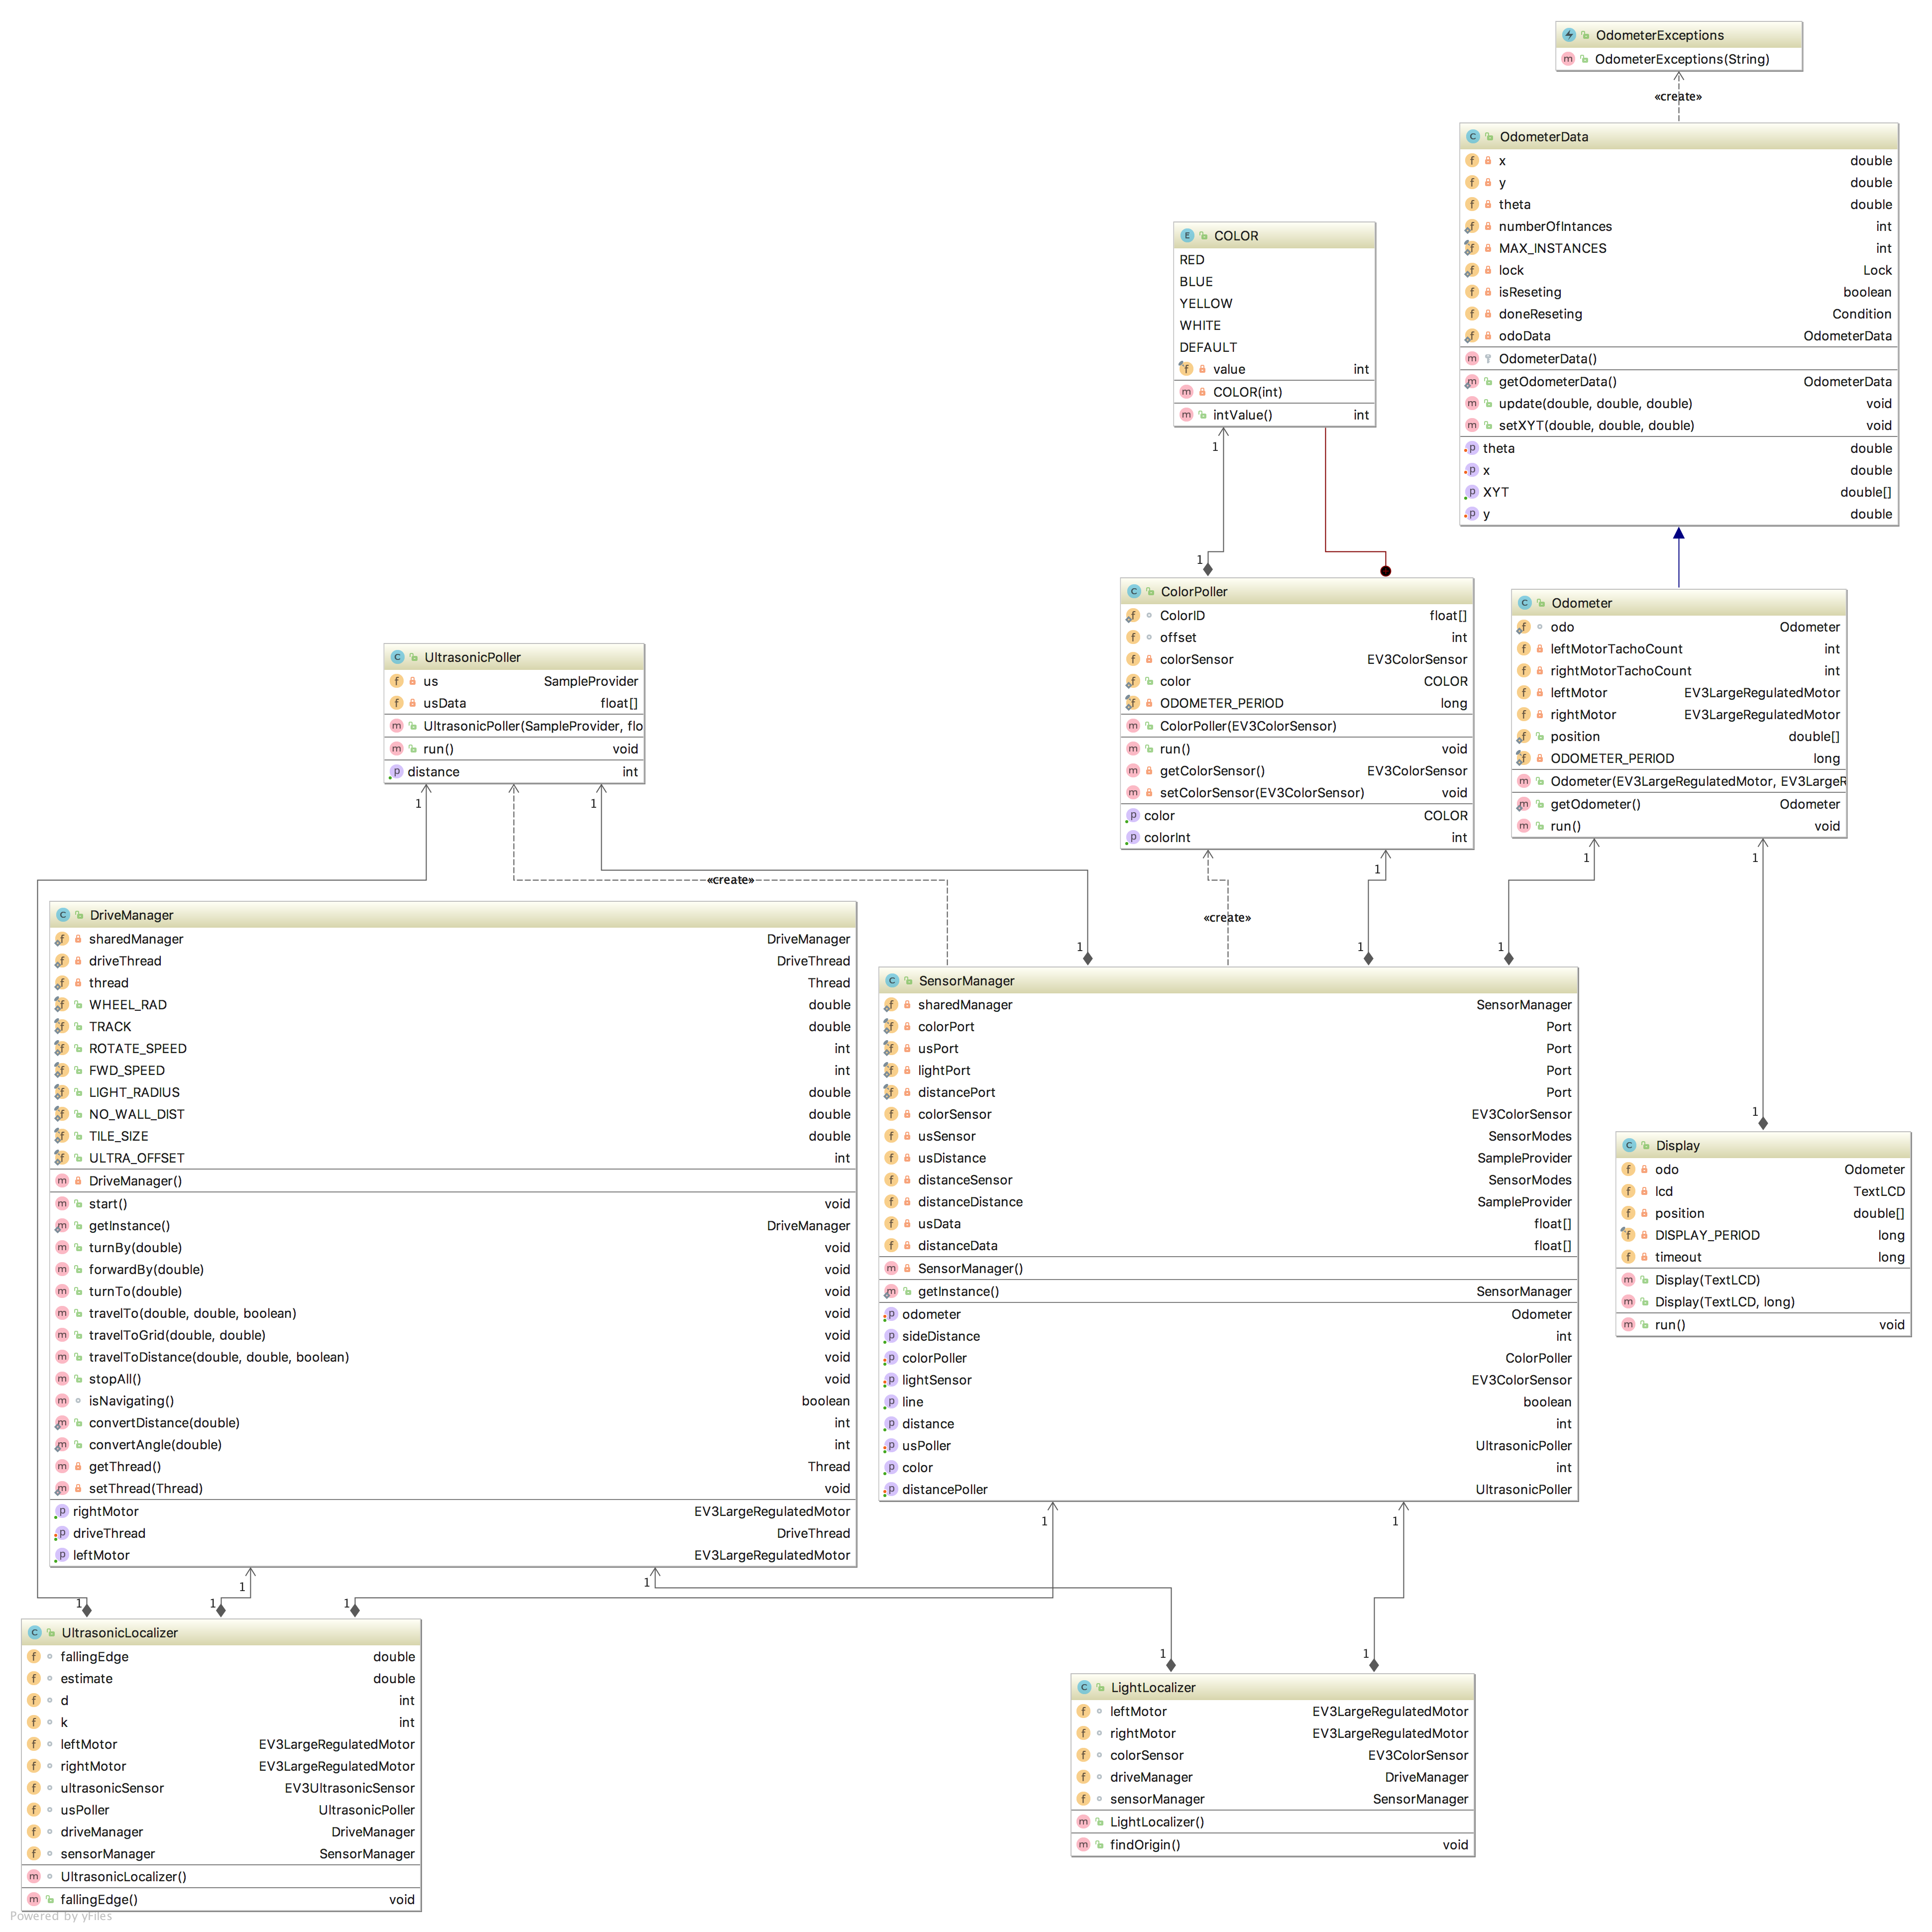 OdometerExceptions
OdometerExceptions(String)
«create»
OdometerData
x double
y double
theta double
numberOfIntances int
MAX_INSTANCES int
lock Lock
isReseting boolean
doneReseting Condition
odoData OdometerData
OdometerData()
getOdometerData() OdometerData
update(double, double, double) void
setXYT(double, double, double) void
theta double
x double
XYT double[]
y double
COLOR
RED
BLUE
YELLOW
WHITE
DEFAULT
value int
COLOR(int)
intValue() int
1
1
ColorPoller
ColorID float[]
offset int
colorSensor EV3ColorSensor
color COLOR
ODOMETER_PERIOD long
ColorPoller(EV3ColorSensor)
run() void
getColorSensor() EV3ColorSensor
setColorSensor(EV3ColorSensor) void
color COLOR
colorInt int
Odometer
odo Odometer
leftMotorTachoCount int
rightMotorTachoCount int
leftMotor EV3LargeRegulatedMotor
rightMotor EV3LargeRegulatedMotor
position double[]
ODOMETER_PERIOD long
Odometer(EV3LargeRegulatedMotor, EV3LargeR
getOdometer() Odometer
run() void
UltrasonicPoller
us SampleProvider
usData float[]
UltrasonicPoller(SampleProvider, flo
run() void
distance int
1
1
1
1
1
«create»
«create»
1
1
1
DriveManager
sharedManager DriveManager
driveThread DriveThread
thread Thread
WHEEL_RAD double
TRACK double
ROTATE_SPEED int
FWD_SPEED int
LIGHT_RADIUS double
NO_WALL_DIST double
TILE_SIZE double
ULTRA_OFFSET int
DriveManager()
start() void
getInstance() DriveManager
turnBy(double) void
forwardBy(double) void
turnTo(double) void
travelTo(double, double, boolean) void
travelToGrid(double, double) void
travelToDistance(double, double, boolean) void
stopAll() void
isNavigating() boolean
convertDistance(double) int
convertAngle(double) int
getThread() Thread
setThread(Thread) void
rightMotor EV3LargeRegulatedMotor
driveThread DriveThread
leftMotor EV3LargeRegulatedMotor
SensorManager
sharedManager SensorManager
colorPort Port
usPort Port
lightPort Port
distancePort Port
colorSensor EV3ColorSensor
usSensor SensorModes
usDistance SampleProvider
distanceSensor SensorModes
distanceDistance SampleProvider
usData float[]
distanceData float[]
SensorManager()
getInstance() SensorManager
odometer Odometer
sideDistance int
colorPoller ColorPoller
lightSensor EV3ColorSensor
line boolean
distance int
usPoller UltrasonicPoller
color int
distancePoller UltrasonicPoller
1
Display
odo Odometer
lcd TextLCD
position double[]
DISPLAY_PERIOD long
timeout long
Display(TextLCD)
Display(TextLCD, long)
run() void
1
1
1
1
1
1
1
1
1
UltrasonicLocalizer
fallingEdge double
estimate double
d int
k int
leftMotor EV3LargeRegulatedMotor
rightMotor EV3LargeRegulatedMotor
ultrasonicSensor EV3UltrasonicSensor
usPoller UltrasonicPoller
driveManager DriveManager
sensorManager SensorManager
UltrasonicLocalizer()
fallingEdge() void
LightLocalizer
leftMotor EV3LargeRegulatedMotor
rightMotor EV3LargeRegulatedMotor
colorSensor EV3ColorSensor
driveManager DriveManager
sensorManager SensorManager
LightLocalizer()
findOrigin() void
Powered by yFiles